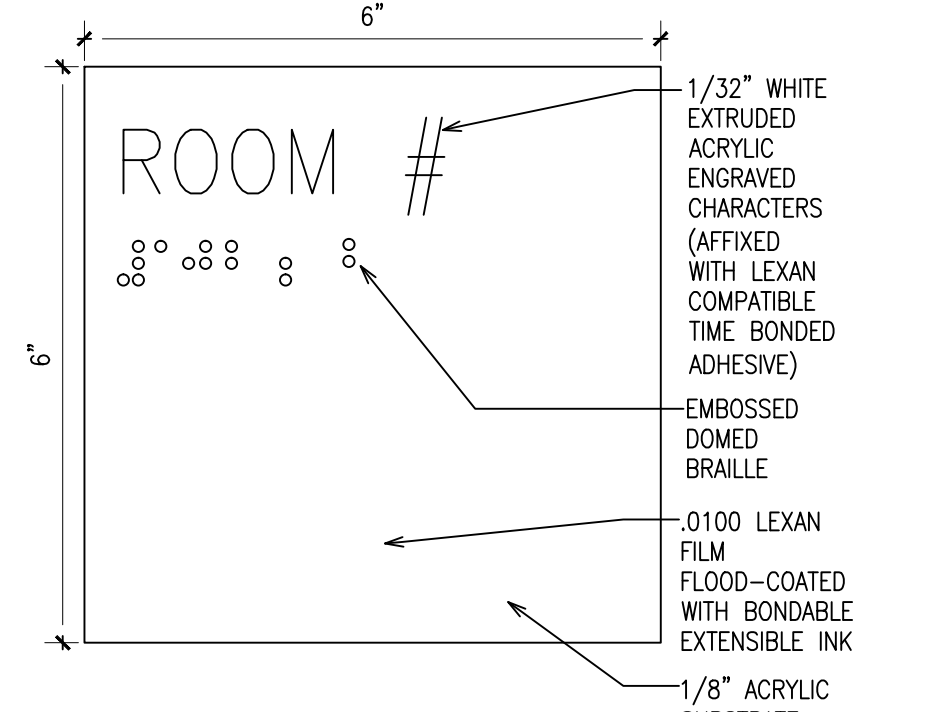 6”
ROOM #
6”
1/32” WHITE
EXTRUDED
ACRYLIC
ENGRAVED
CHARACTERS
(AFFIXED
WITH LEXAN
COMPATIBLE
TIME BONDED
ADHESIVE)
EMBOSSED
DOMED
BRAILLE
.0100 LEXAN
FILM
FLOOD-COATED
WITH BONDABLE
EXTENSIBLE INK
1/8” ACRYLIC